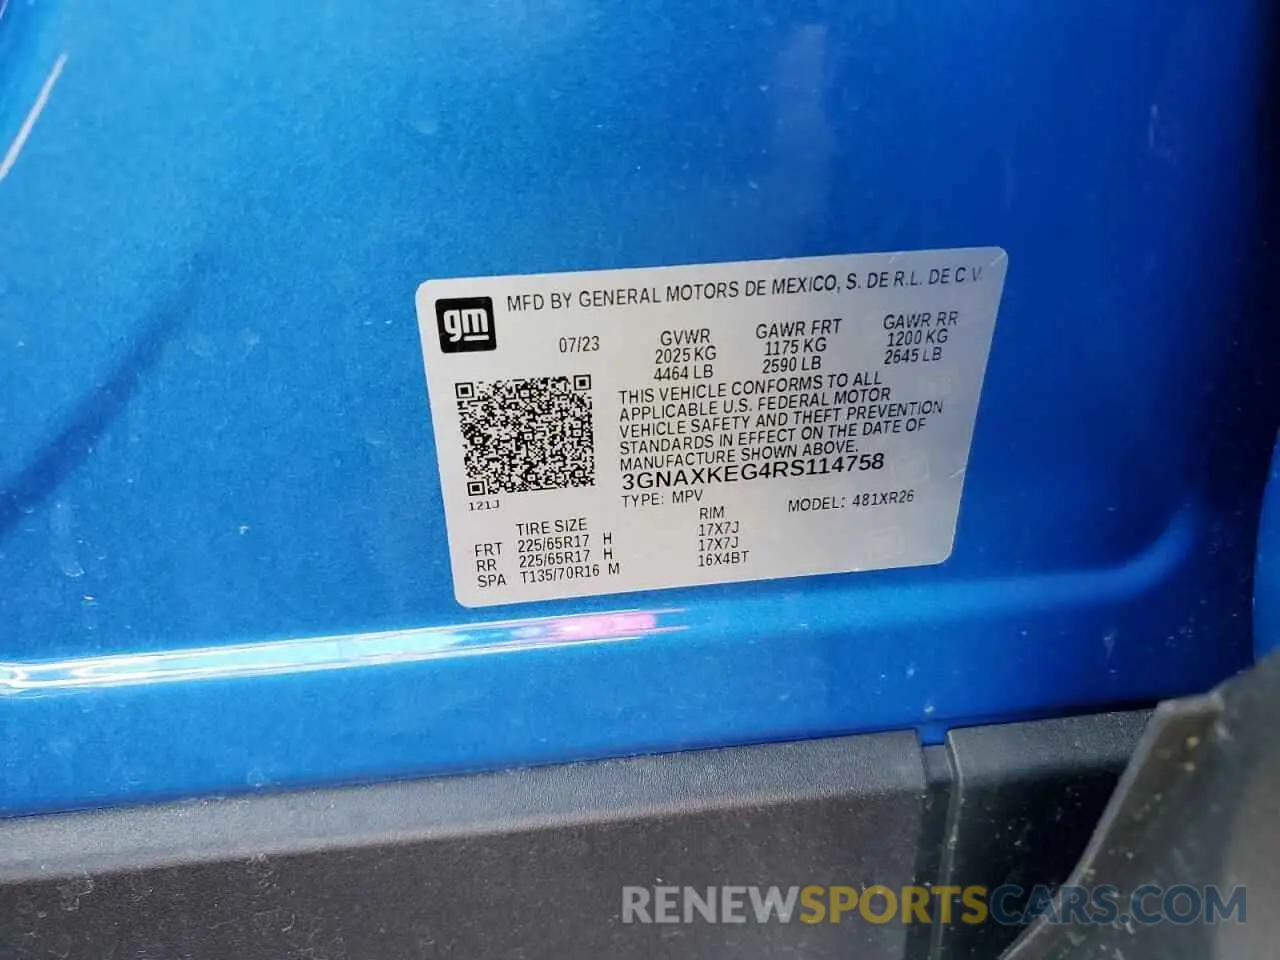 gm
MFD BY GENERAL MOTORS DE MEXICO, S. DE R.L. DE C.V.
07/23
GVWR
2025 KG
4464 LB
GAWR FRT
1175 KG
2590 LB
GAWR RR
1200 KG
2645 LB
THIS VEHICLE CONFORMS TO ALL
APPLICABLE U.S. FEDERAL MOTOR
VEHICLE SAFETY AND THEFT PREVENTION
STANDARDS IN EFFECT ON THE DATE OF
MANUFACTURE SHOWN ABOVE.
3GNAXKEG4RS114758
TYPE: MPV
MODEL: 481XR26
121J
TIRE SIZE
RIM
FRT 225/65R17 H 17X7J
RR 225/65R17 H 17X7J
SPA T135/70R16 M 16X4BT
RENEWSPORTSCARS.COM